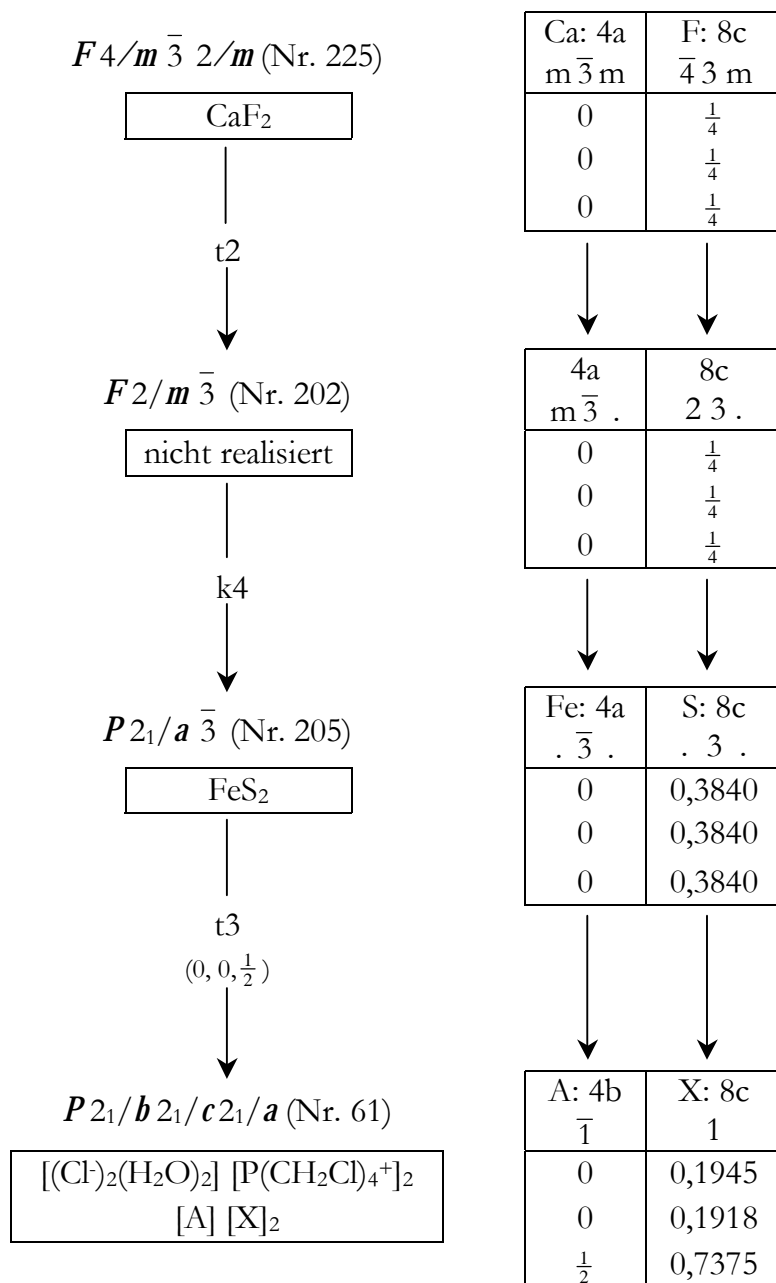 F 4/m 3̅ 2/m (Nr. 225)
CaF₂
Ca: 4a F: 8c
m 3̅ m 4̅ 3 m
0 1/4
0 1/4
0 1/4
t2
F 2/m 3̅ (Nr. 202)
nicht realisiert
4a 8c
m 3̅ . 2 3 .
0 1/4
0 1/4
0 1/4
k4
P 2₁/a 3̅ (Nr. 205)
FeS₂
Fe: 4a S: 8c
. 3̅ . . 3 .
0 0,3840
0 0,3840
0 0,3840
t3
(0, 0, 1/2 )
P 2₁/b 2₁/c 2₁/a (Nr. 61)
[(Cl⁻)₂(H₂O)₂] [P(CH₂Cl)₄⁺]₂
[A] [X]₂
A: 4b X: 8c
1̅ 1
0 0,1945
0 0,1918
1/2 0,7375